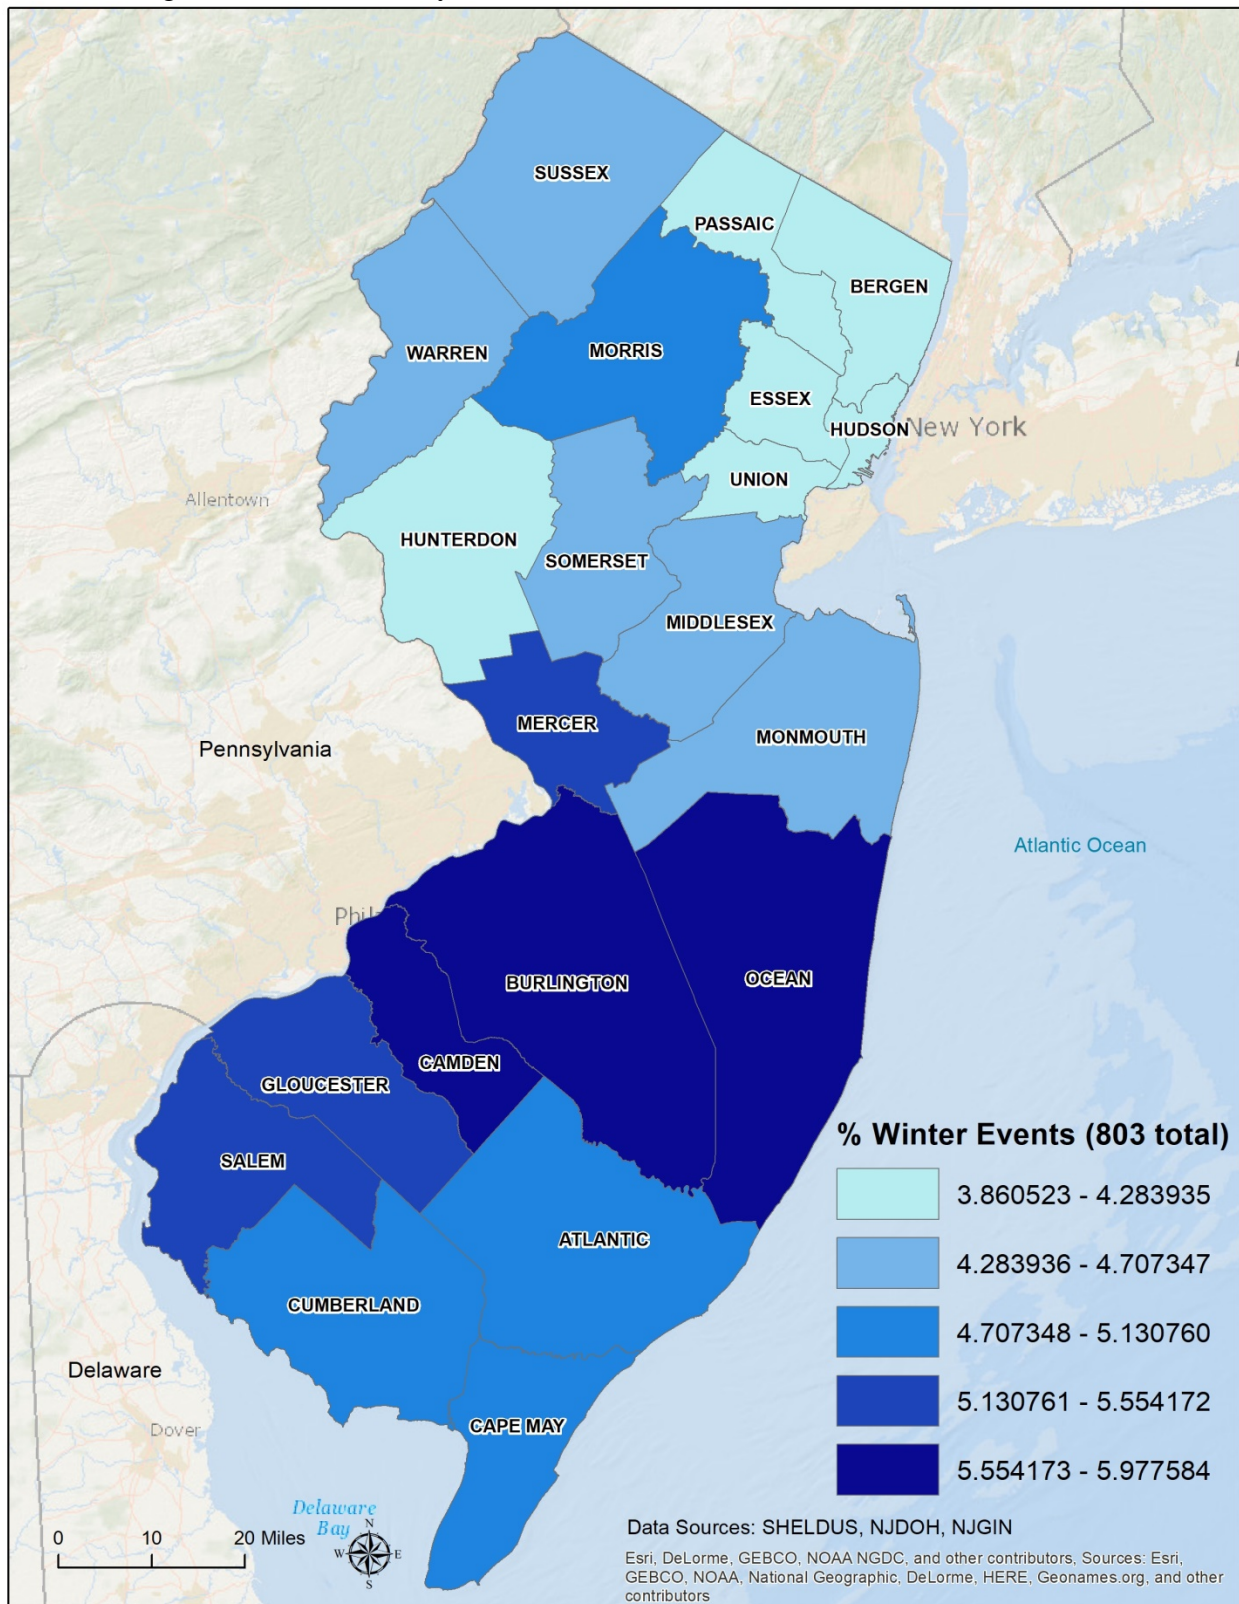 SUSSEX
PASSAIC
BERGEN
WARREN
MORRIS
ESSEX
HUDSON
New York
UNION
Allentown
HUNTERDON
SOMERSET
MIDDLESEX
MERCER
MONMOUTH
Pennsylvania
Atlantic Ocean
BURLINGTON
OCEAN
CAMDEN
GLOUCESTER
SALEM
ATLANTIC
CUMBERLAND
CAPE MAY
Delaware
Dover
Delaware
Bay
% Winter Events (803 total)
3.860523 - 4.283935
4.283936 - 4.707347
4.707348 - 5.130760
5.130761 - 5.554172
5.554173 - 5.977584
0 10 20 Miles
N
W E
S
Data Sources: SHELDUS, NJDOH, NJGIN
Esri, DeLorme, GEBCO, NOAA NGDC, and other contributors, Sources: Esri,
GEBCO, NOAA, National Geographic, DeLorme, HERE, Geonames.org, and other
contributors